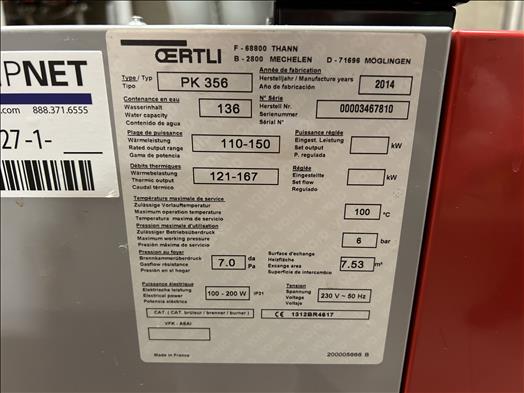 IPNET
com 888.371.6555
27-1-
ŒRTLI
F - 68800 THANN
B - 2800 MECHELEN D - 71696 MÖGLINGEN
Type / Typ
Tipo
PK 356
Année de fabrication
Herstelljahr / Manufacture years
Año de fabricación
2014
Contenance en eau
Wasserinhalt
Water capacity
Contenido de agua
136
N° Série
Herstell Nr.
Serienummer
Sérial N°
00003467810
Plage de puissance
Wärmeleistung
Rated output range
Gama de potencia
110-150
Puissance réglée
Eingest. Leistung
Set output
P. regulada
kW
Débits thermiques
Wärmebelastung
Thermic output
Caudal térmico
121-167
Réglée
Eingestellte
Set flow
Regulado
kW
Température maximale de service
Zulässige Vorlauftemperatur
Maximum operation temperature
Temperatura maxima de servicio
100 °C
Pression maximale d'utilisation
Zulässiger Betriebsüberdruck
Maximum working pressure
Presión máxima de servicio
6 bar
Pression au foyer
Brennkammerüberdruck
Gasflow résistance
Presión en el hogar
7.0 da Pa
Surface d'échange
Heizfläche
Excange area
Superficie de intercambio
7.53 m²
Puissance électrique
Elektrische leistung
Electrical power
Potencia eléctrica
100 - 200 W IP21
Tension
Spannung
Voltage
Voltaje
230 V ~ 50 Hz
CAT. ( CAT. brûleur / brenner / burner )
CE 1312BR4617
VFK - ASAI
Made in France
200005666 B